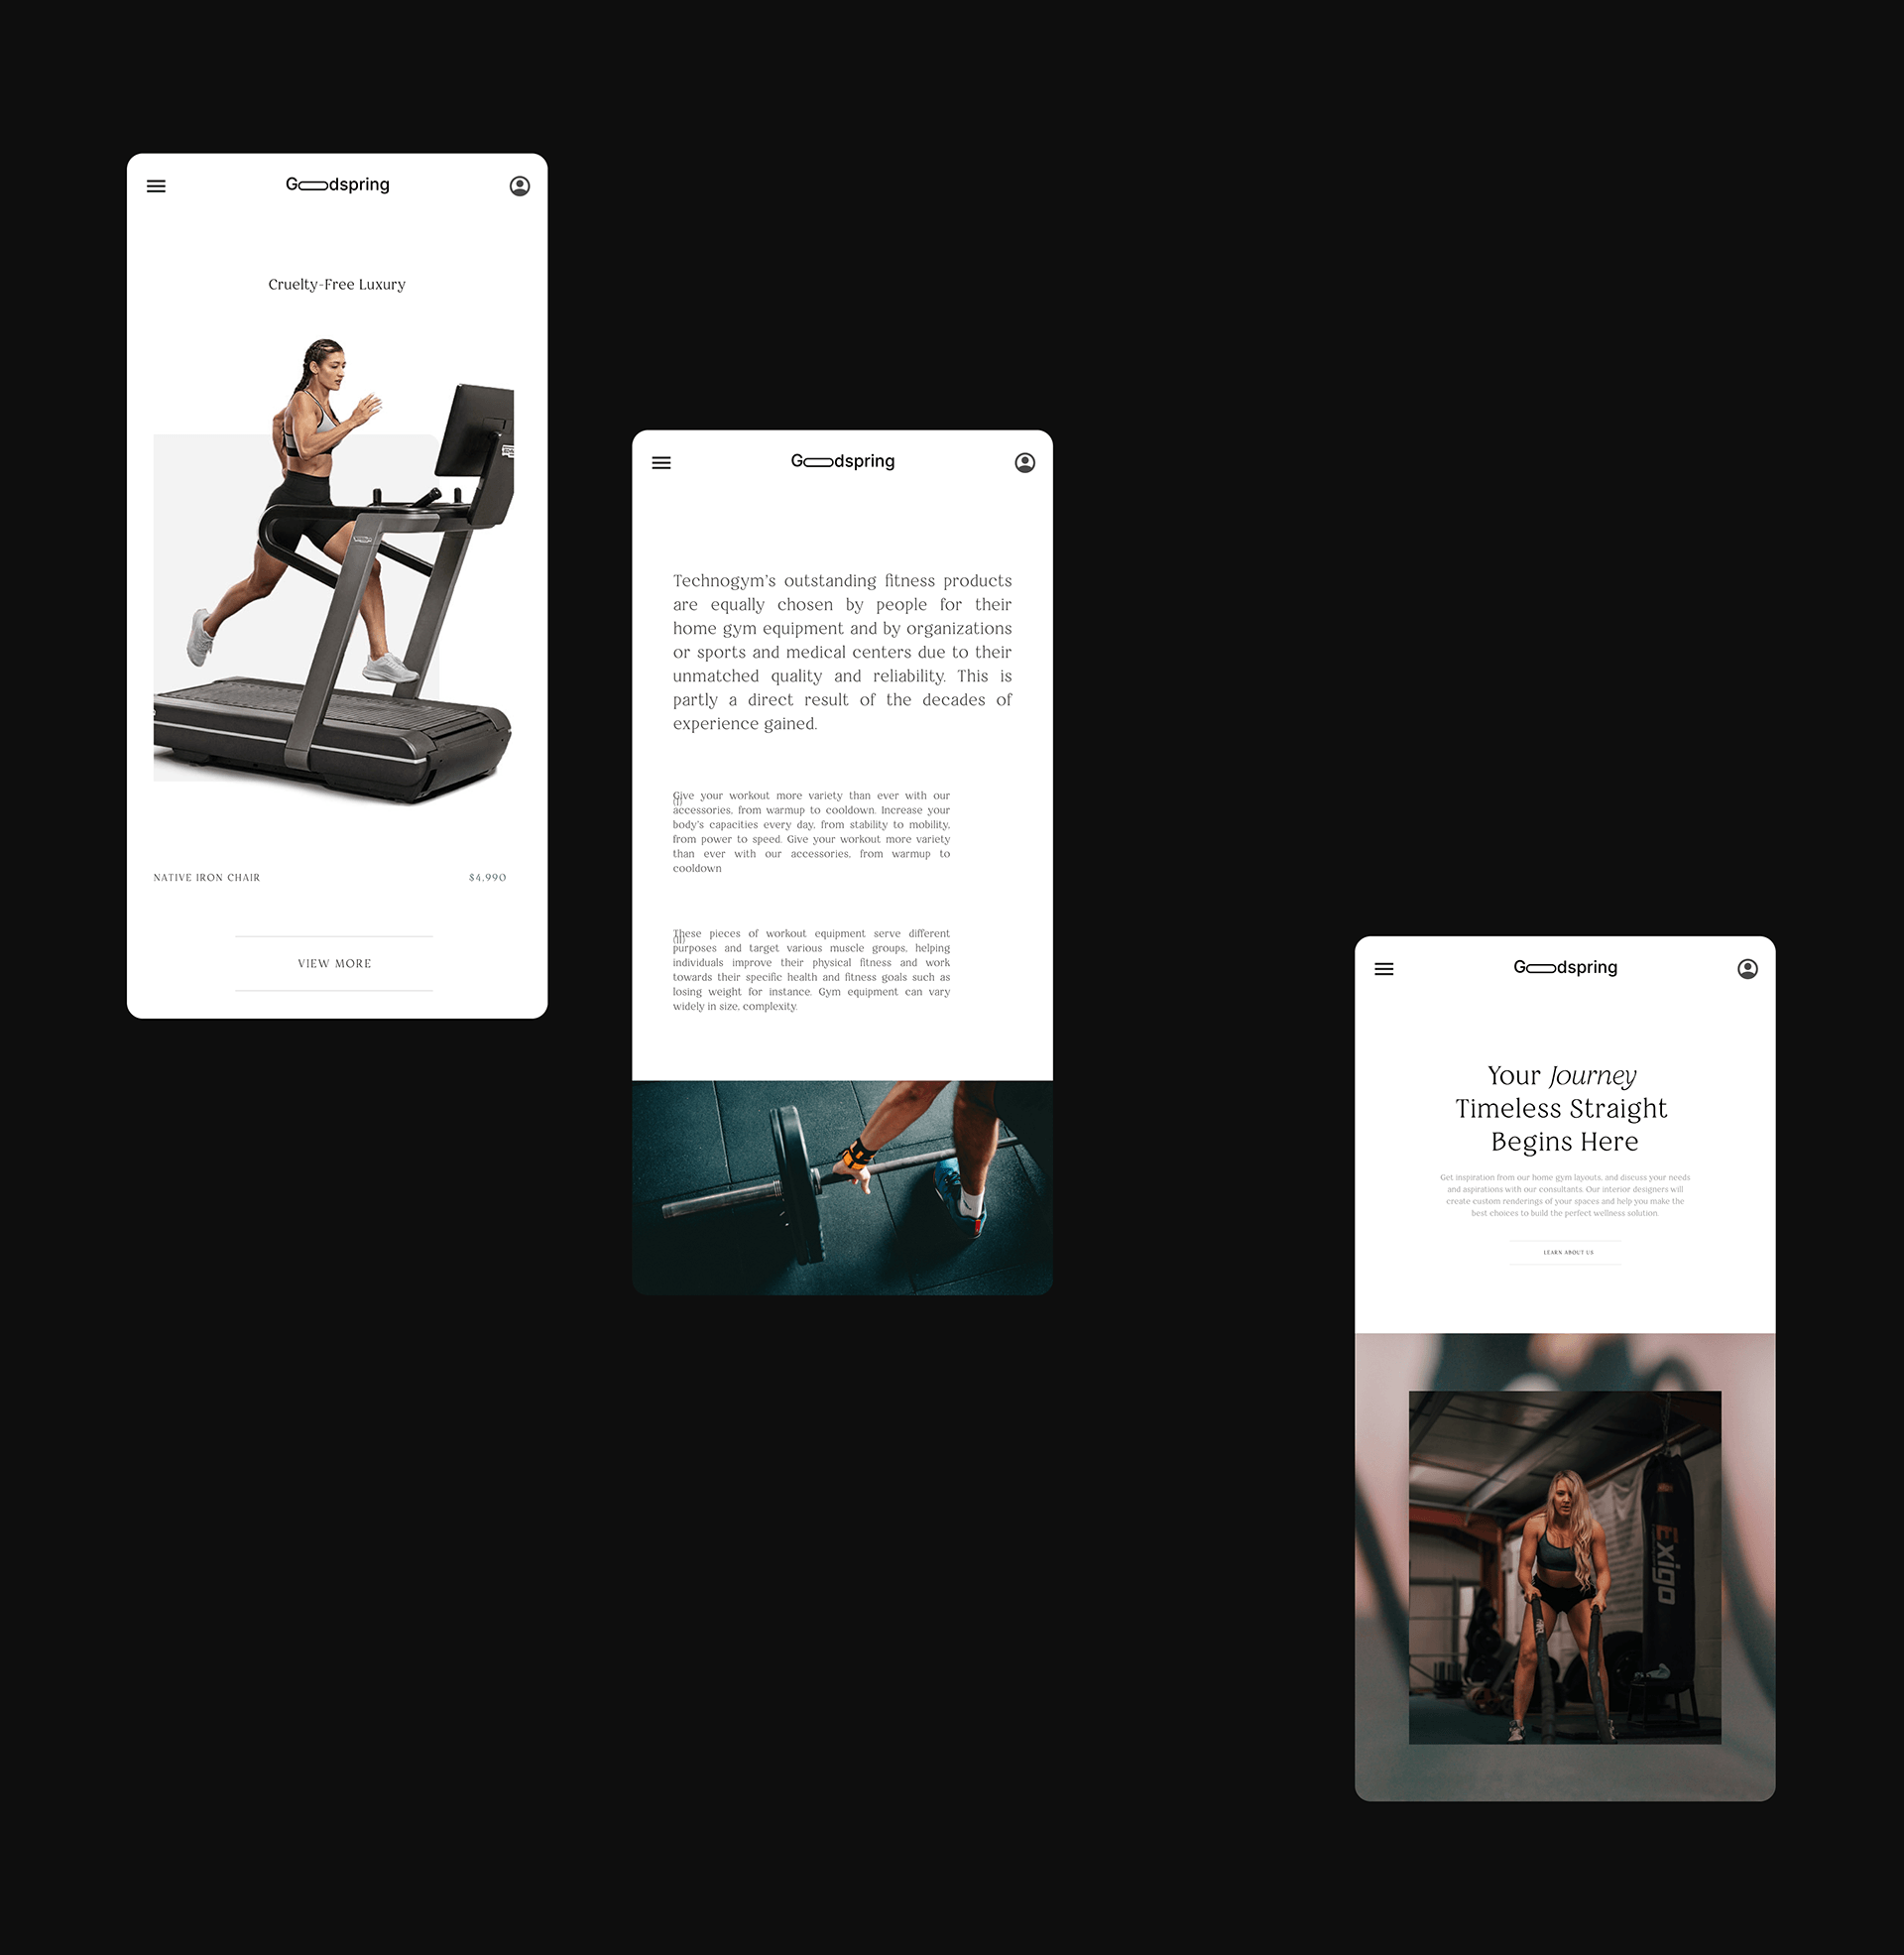 Goodspring
Cruelty-Free Luxury
NATIVE IRON CHAIR
$4,990
VIEW MORE
Goodspring
Technogym's outstanding fitness products
are equally chosen by people for their
home gym equipment and by organizations
or sports and medical centers due to their
unmatched quality and reliability. This is
partly a direct result of the decades of
experience gained.
(I)
Give your workout more variety than ever with our
accessories, from warmup to cooldown. Increase your
body's capacities every day, from stability to mobility,
from power to speed. Give your workout more variety
than ever with our accessories, from warmup to
cooldown
(II)
These pieces of workout equipment serve different
purposes and target various muscle groups, helping
individuals improve their physical fitness and work
towards their specific health and fitness goals such as
losing weight for instance. Gym equipment can vary
widely in size, complexity.
Goodspring
Your Journey
Timeless Straight
Begins Here
Get inspiration from our home gym layouts, and discuss your needs
and aspirations with our consultants. Our interior designers will
create custom renderings of your spaces and help you make the
best choices to build the perfect wellness solution.
LEARN ABOUT US
Exigo